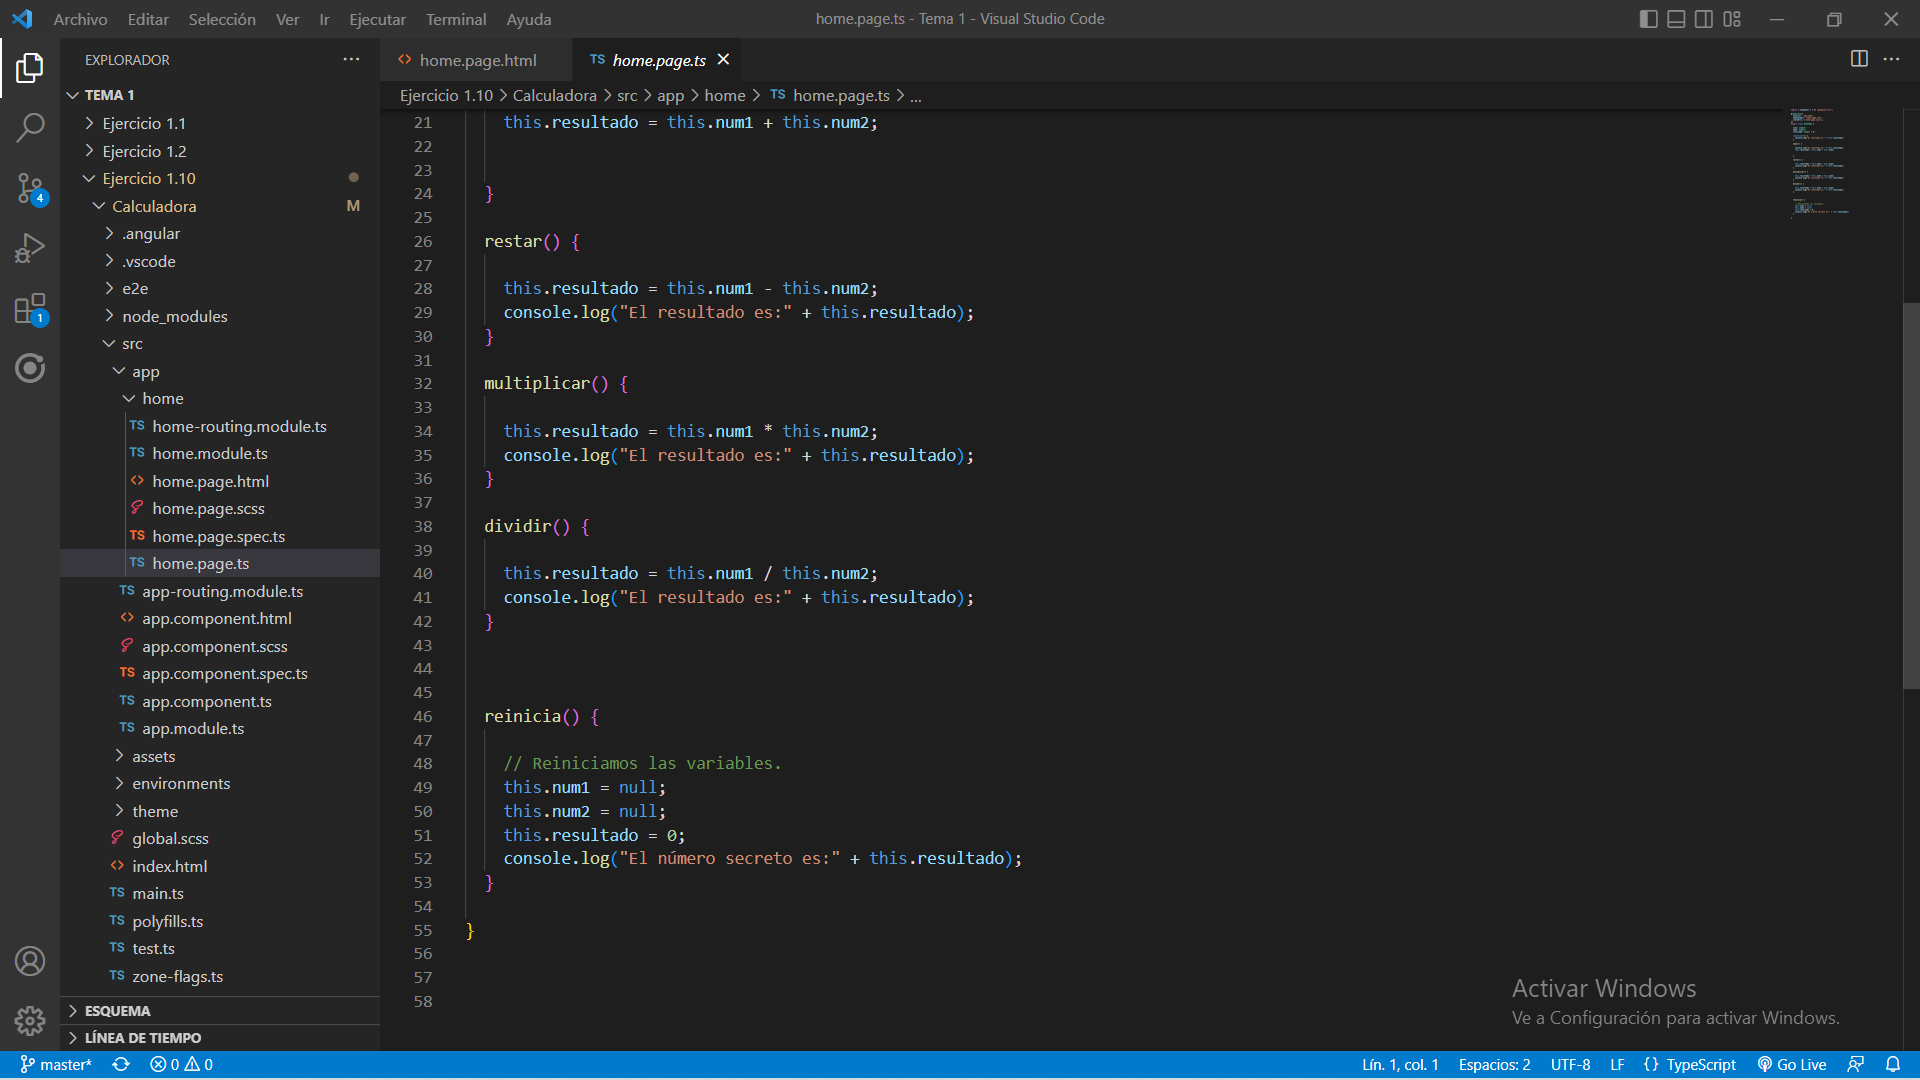 Archivo Editar Selección Ver Ir Ejecutar Terminal Ayuda
home.page.ts - Tema 1 - Visual Studio Code
EXPLORADOR
TEMA 1
Ejercicio 1.1
Ejercicio 1.2
Ejercicio 1.10
Calculadora M
.angular
.vscode
e2e
node_modules
src
app
home
TS home-routing.module.ts
TS home.module.ts
home.page.html
home.page.scss
TS home.page.spec.ts
TS home.page.ts
TS app-routing.module.ts
app.component.html
app.component.scss
TS app.component.spec.ts
TS app.component.ts
TS app.module.ts
assets
environments
theme
global.scss
index.html
TS main.ts
TS polyfills.ts
TS test.ts
TS zone-flags.ts
ESQUEMA
LÍNEA DE TIEMPO
4
1
home.page.html
TS home.page.ts
Ejercicio 1.10 > Calculadora > src > app > home > TS home.page.ts > ...
21 this.resultado = this.num1 + this.num2;
22
23
24 }
25
26 restar() {
27
28 this.resultado = this.num1 - this.num2;
29 console.log("El resultado es:" + this.resultado);
30 }
31
32 multiplicar() {
33
34 this.resultado = this.num1 * this.num2;
35 console.log("El resultado es:" + this.resultado);
36 }
37
38 dividir() {
39
40 this.resultado = this.num1 / this.num2;
41 console.log("El resultado es:" + this.resultado);
42 }
43
44
45
46 reinicia() {
47
48 // Reiniciamos las variables.
49 this.num1 = null;
50 this.num2 = null;
51 this.resultado = 0;
52 console.log("El número secreto es:" + this.resultado);
53 }
54
55 }
56
57
58
Activar Windows
Ve a Configuración para activar Windows.
master* 0 0 Lín. 1, col. 1 Espacios: 2 UTF-8 LF {} TypeScript Go Live